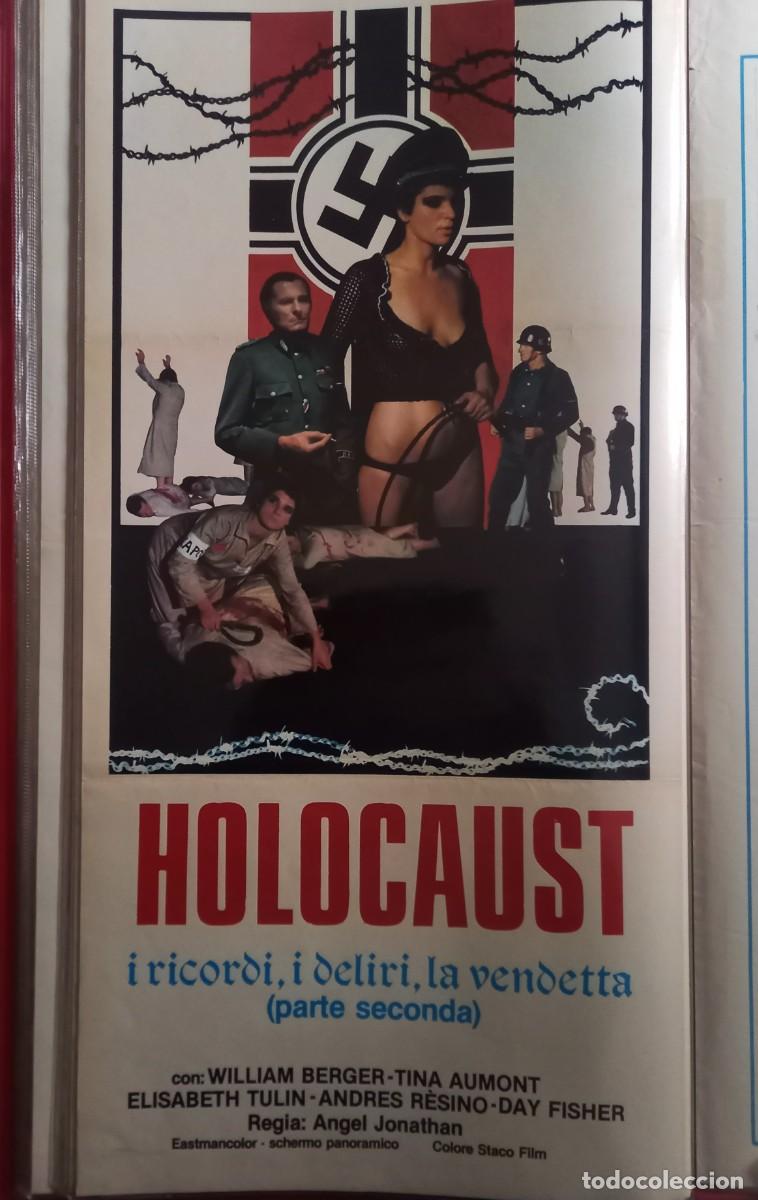 APO
HOLOCAUST
i ricordi, i deliri, la vendetta
(parte seconda)
con: WILLIAM BERGER-TINA AUMONT
ELISABETH TULIN-ANDRES RÈSINO-DAY FISHER
Regia: Angel Jonathan
Eastmancolor - schermo panoramico Colore Staco Film
todocoleccion